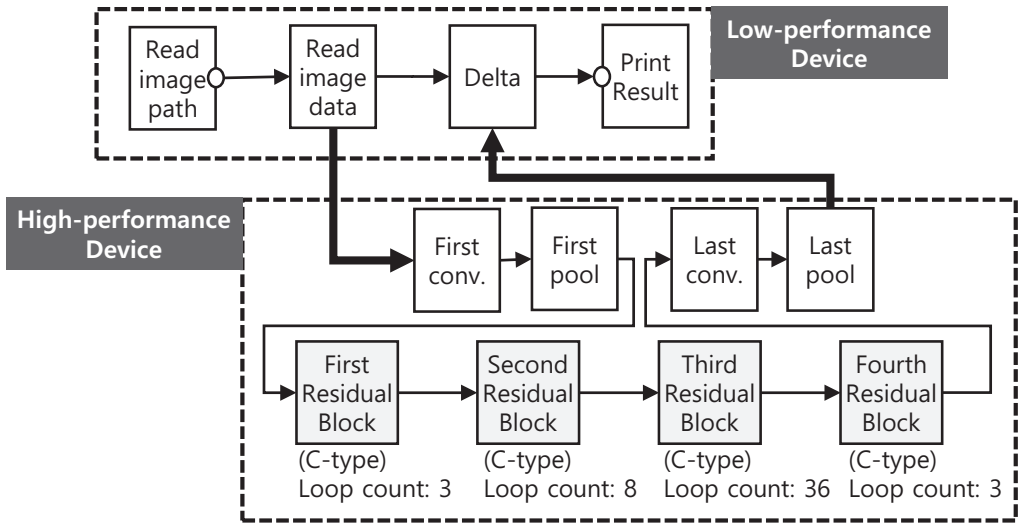 Low-performance
Device
Read
image
path
Read
image
data
Delta
Print
Result
High-performance
Device
First
conv.
First
pool
Last
conv.
Last
pool
First
Residual
Block
(C-type)
Loop count: 3
Second
Residual
Block
(C-type)
Loop count: 8
Third
Residual
Block
(C-type)
Loop count: 36
Fourth
Residual
Block
(C-type)
Loop count: 3